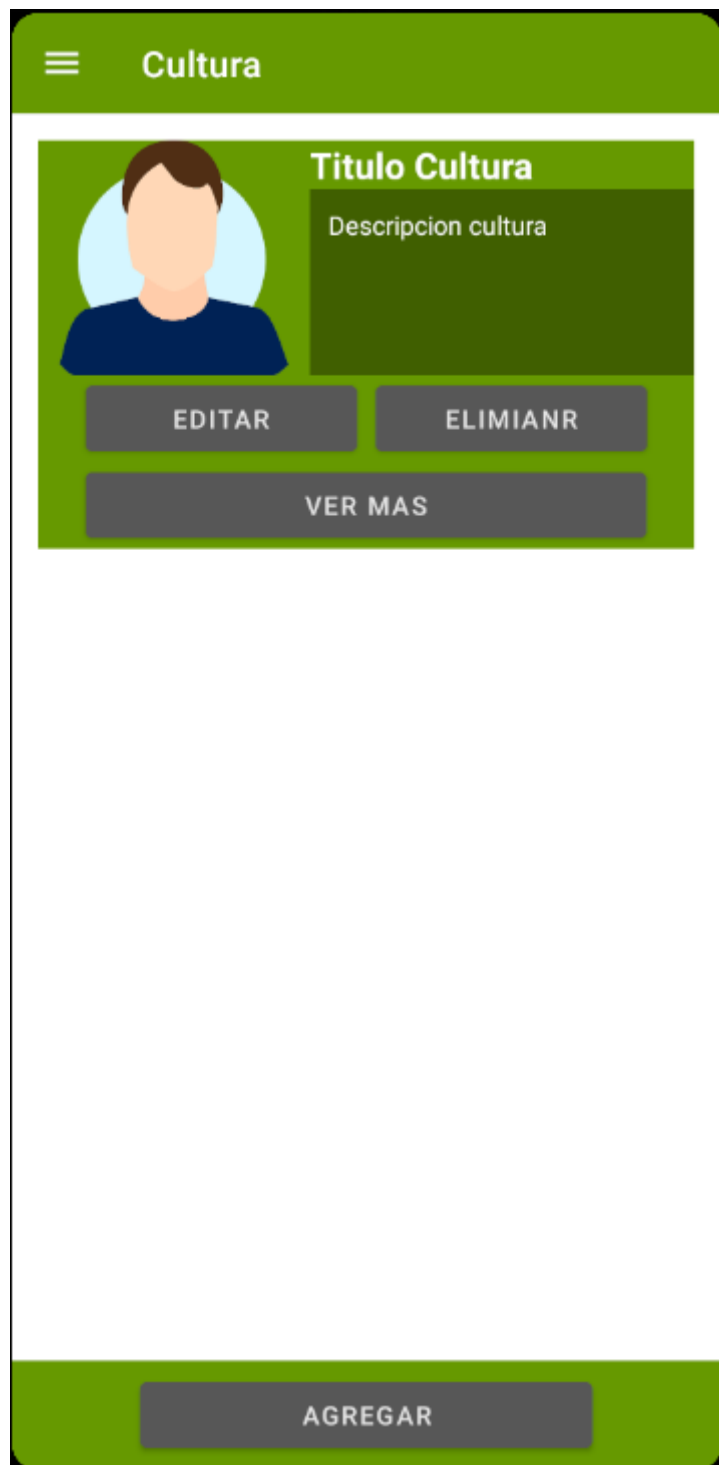 Cultura
Titulo Cultura
Descripcion cultura
EDITAR
ELIMIANR
VER MAS
AGREGAR